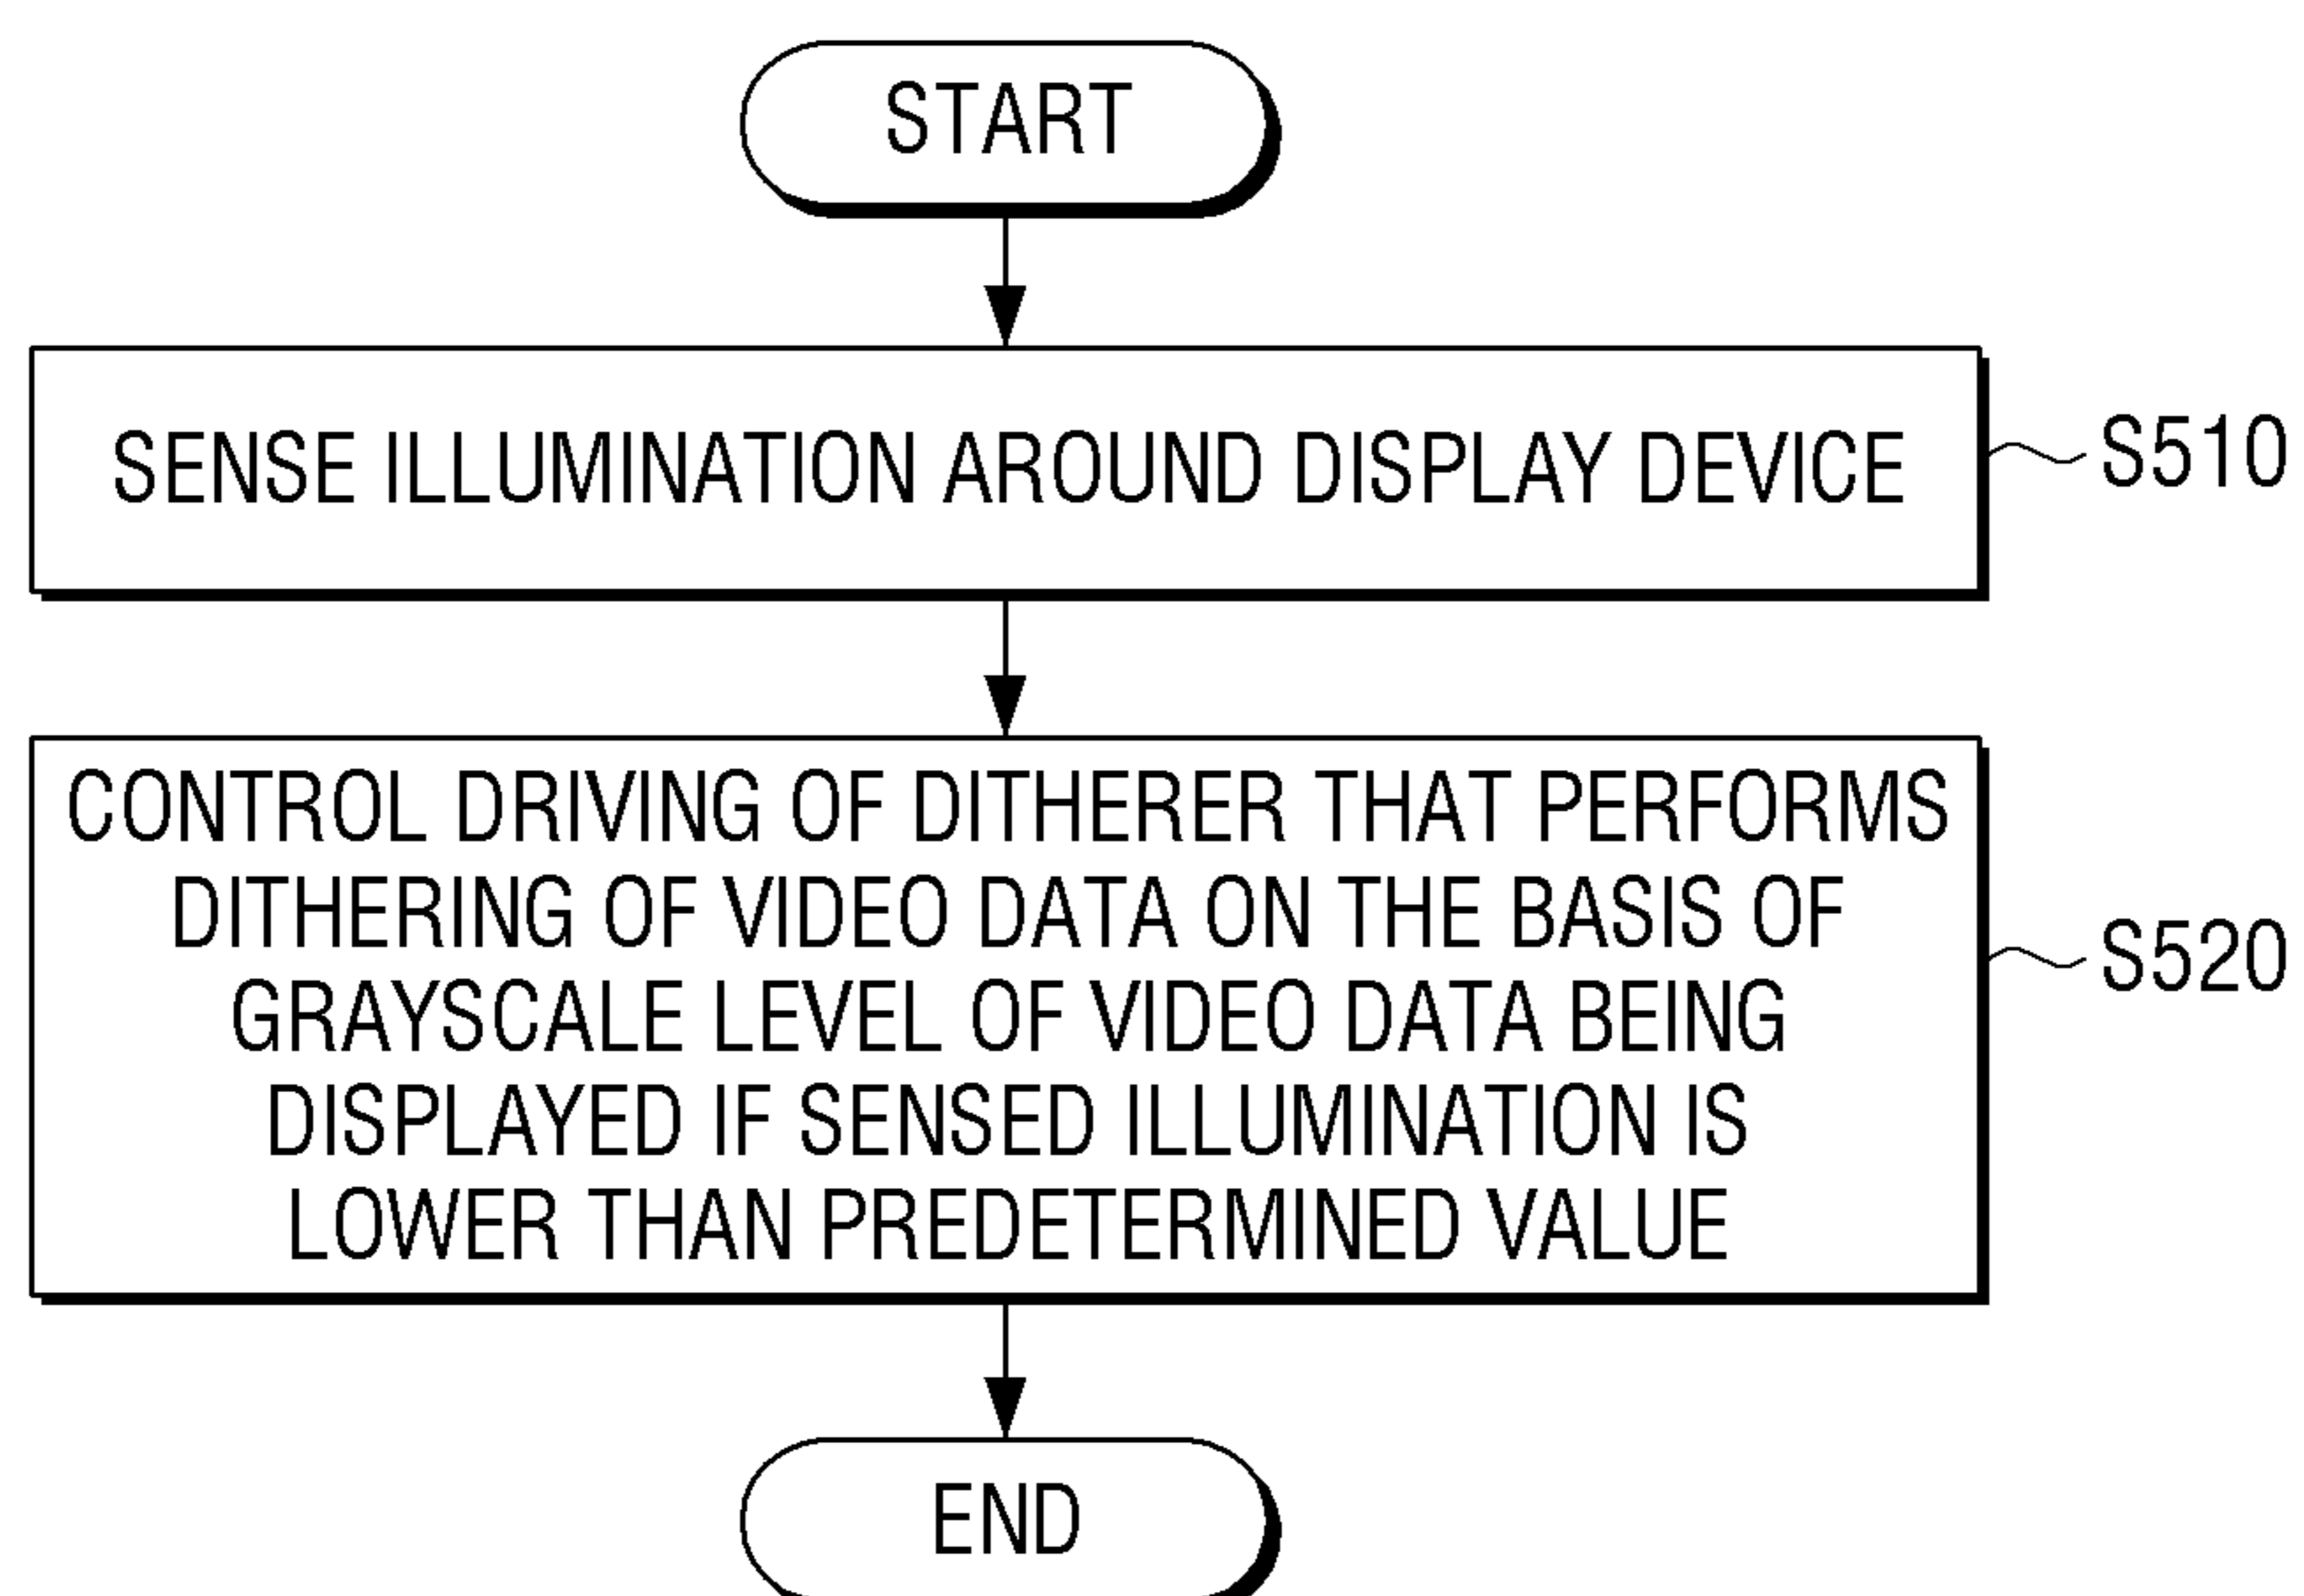 START
SENSE ILLUMINATION AROUND DISPLAY DEVICE
S510
CONTROL DRIVING OF DITHERER THAT PERFORMS
DITHERING OF VIDEO DATA ON THE BASIS OF
GRAYSCALE LEVEL OF VIDEO DATA BEING
DISPLAYED IF SENSED ILLUMINATION IS
LOWER THAN PREDETERMINED VALUE
S520
END